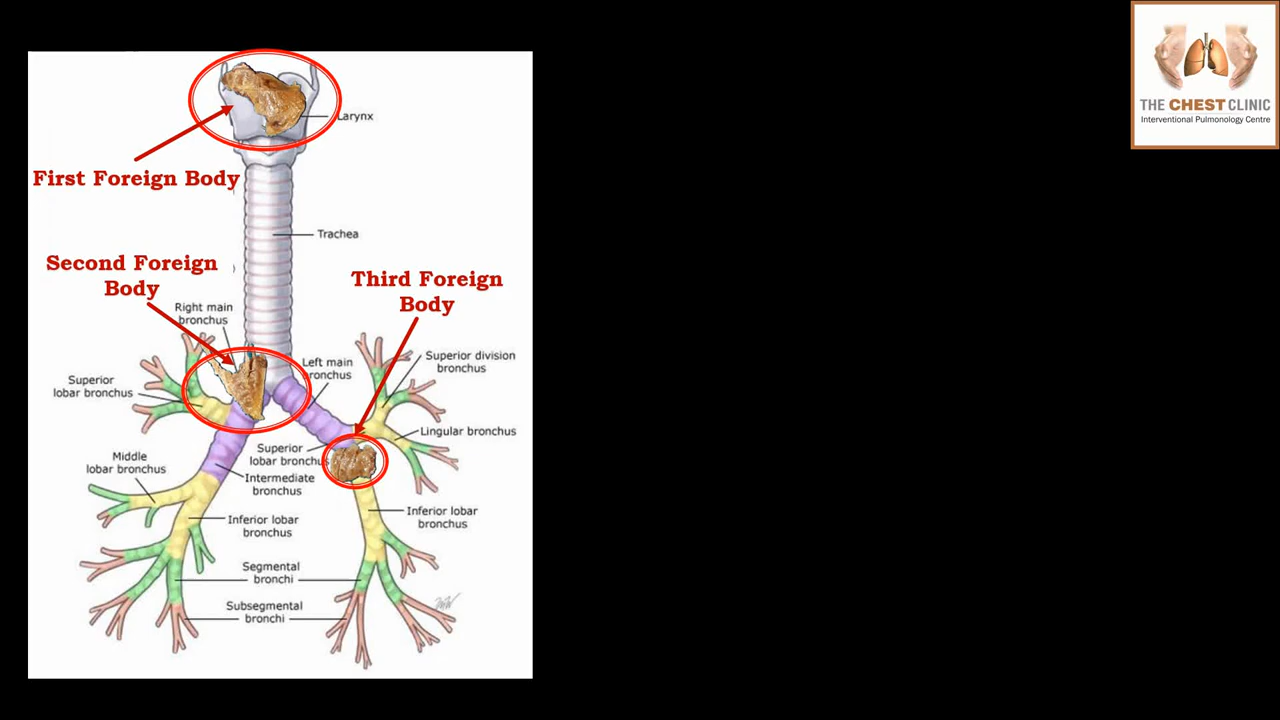 THE CHEST CLINIC
Interventional Pulmonology Centre
Larynx
First Foreign Body
Trachea
Second Foreign
Body
Third Foreign
Body
Right main
bronchus
Left main
bronchus
Superior division
bronchus
Superior
lobar bronchus
Lingular bronchus
Superior
lobar bronchus
Middle
lobar bronchus
Intermediate
bronchus
Inferior lobar
bronchus
Inferior lobar
bronchus
Segmental
bronchi
Subsegmental
bronchi